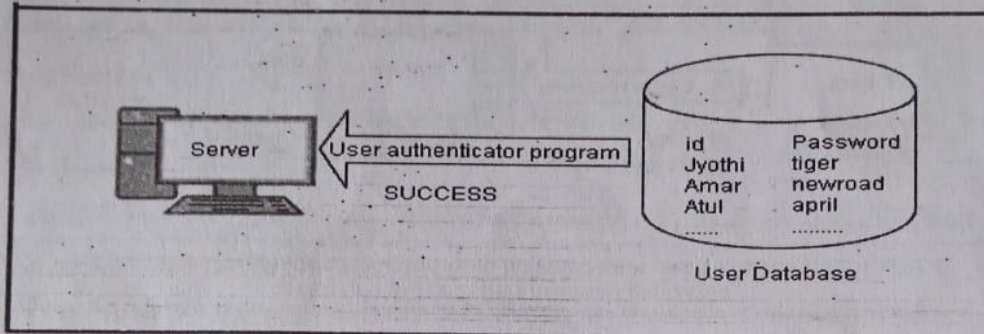 Server
User authenticator program
SUCCESS
id Password
Jyothi tiger
Amar newroad
Atul april
...... .........
User Database